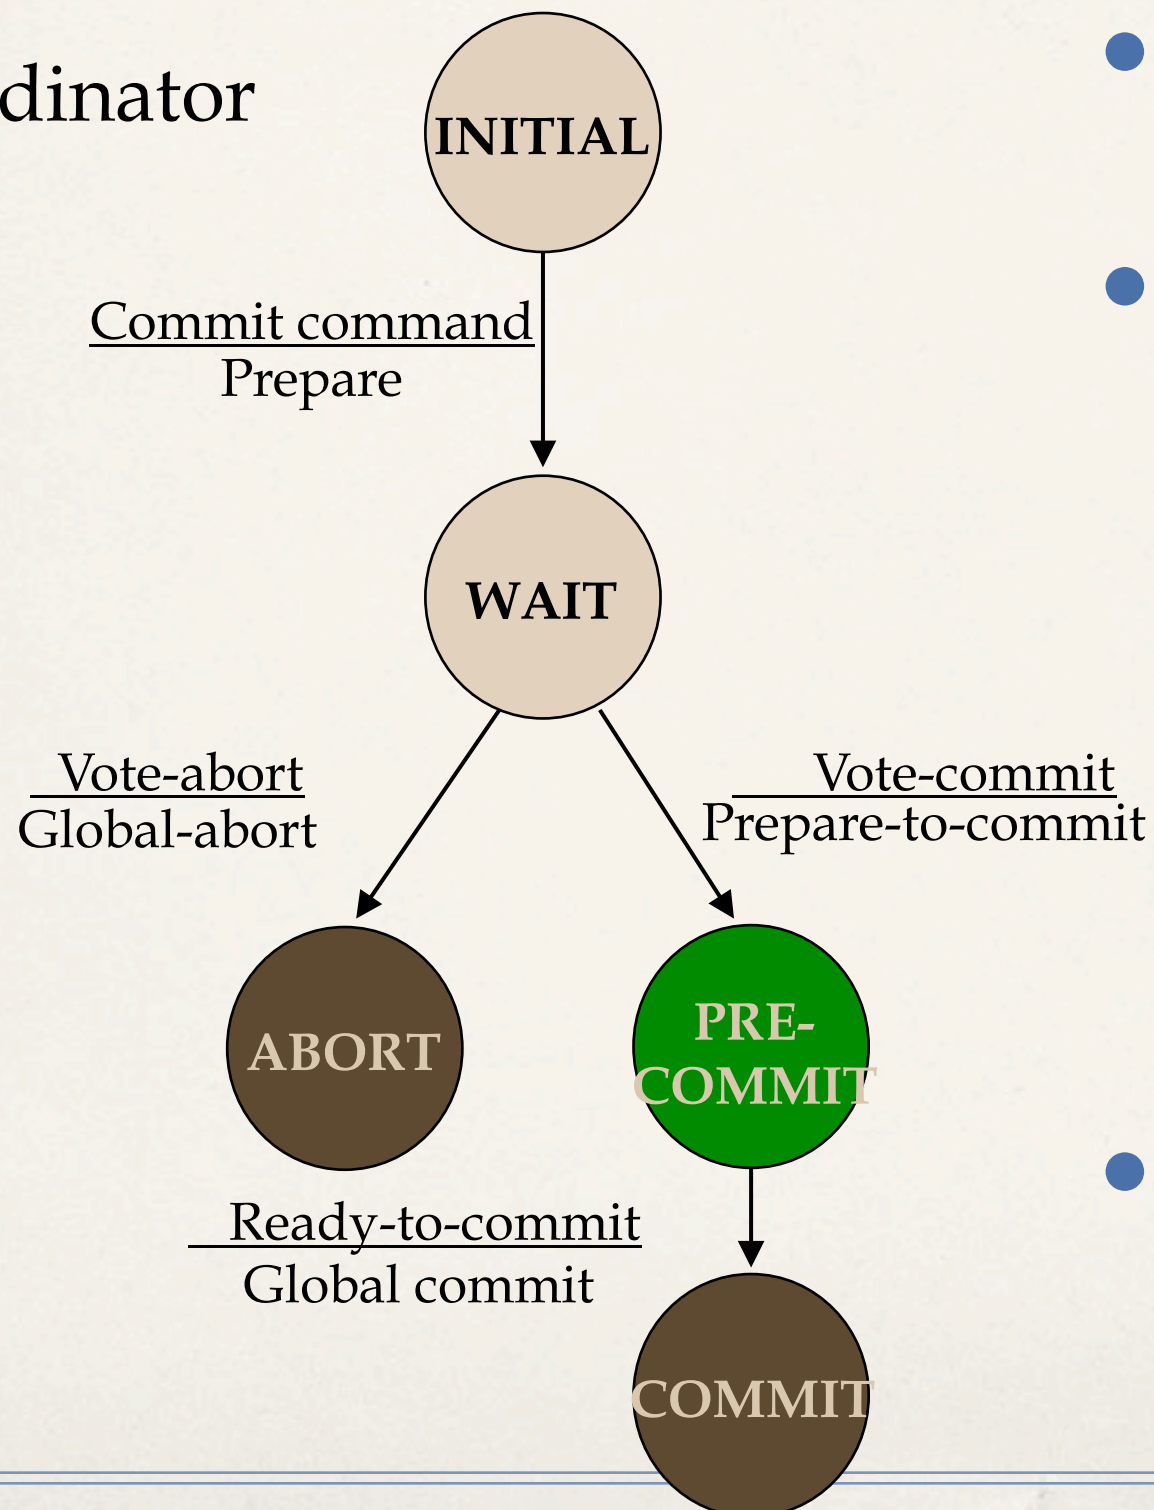 dinator
INITIAL
Commit command
Prepare
WAIT
Vote-abort
Global-abort
Vote-commit
Prepare-to-commit
ABORT
PRE-
COMMIT
Ready-to-commit
Global commit
COMMIT